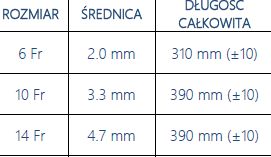 ROZMIAR ŚREDNICA DŁUGOŚĆ CAŁKOWITA
6 Fr 2.0 mm 310 mm (±10)
10 Fr 3.3 mm 390 mm (±10)
14 Fr 4.7 mm 390 mm (±10)